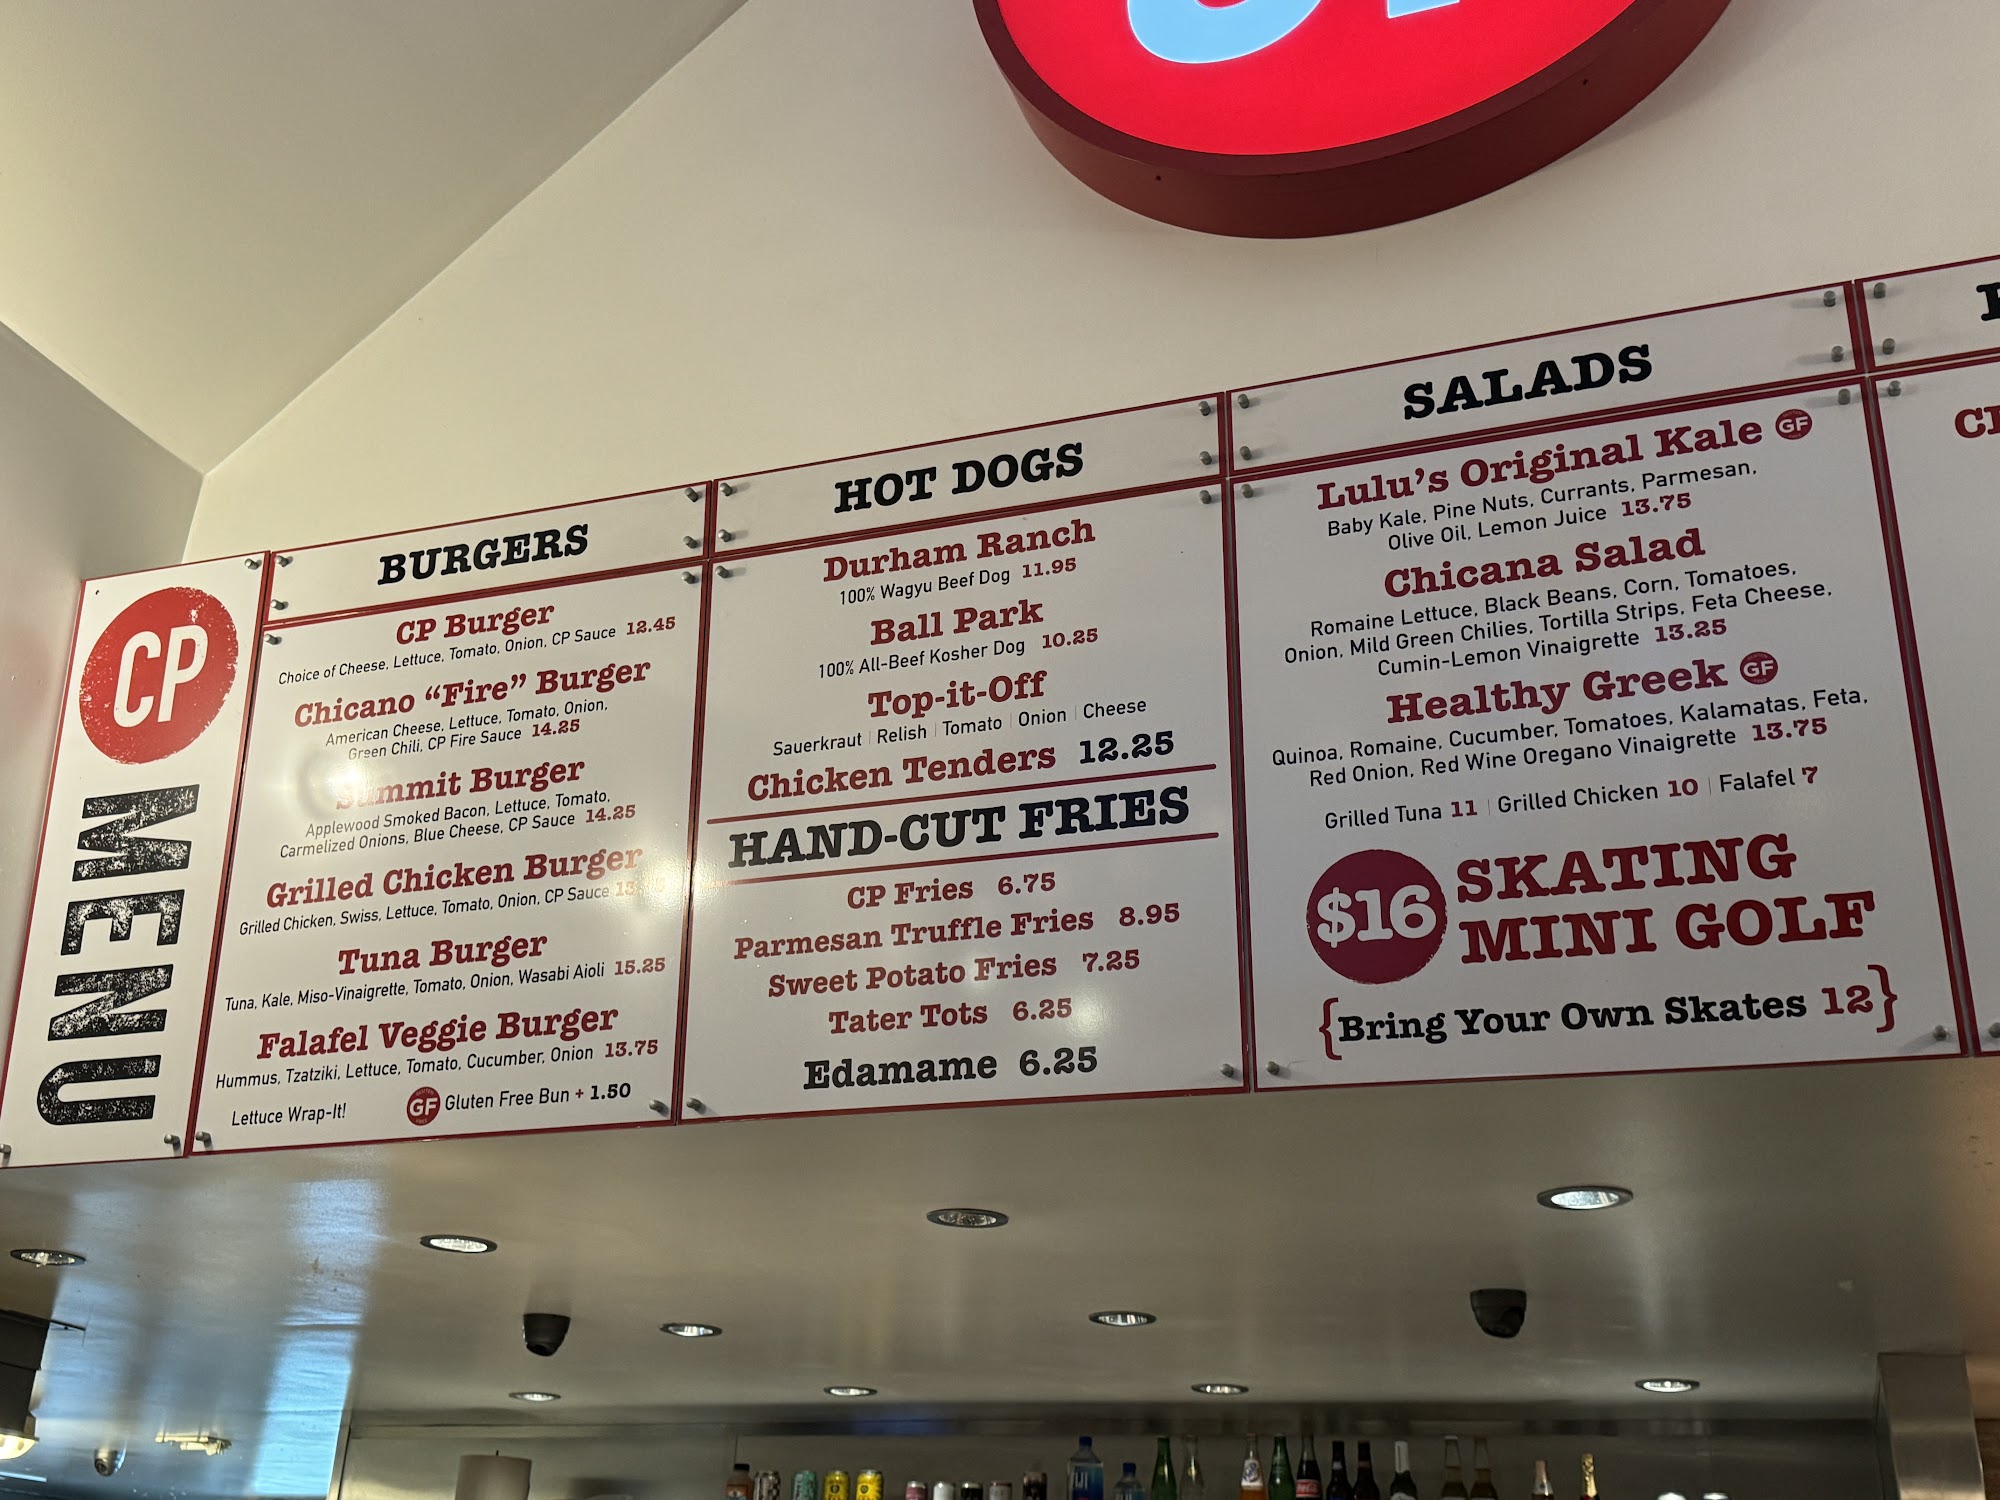 CP
MENU
BURGERS
CP Burger
Choice of Cheese, Lettuce, Tomato, Onion, CP Sauce 12.45
Chicano “Fire” Burger
American Cheese, Lettuce, Tomato, Onion,
Green Chili, CP Fire Sauce 14.25
Summit Burger
Applewood Smoked Bacon, Lettuce, Tomato,
Carmelized Onions, Blue Cheese, CP Sauce 14.25
Grilled Chicken Burger
Grilled Chicken, Swiss, Lettuce, Tomato, Onion, CP Sauce
Tuna Burger
Tuna, Kale, Miso-Vinaigrette, Tomato, Onion, Wasabi Aioli 15.25
Falafel Veggie Burger
Hummus, Tzatziki, Lettuce, Tomato, Cucumber, Onion 13.75
Lettuce Wrap-It! GF Gluten Free Bun + 1.50
HOT DOGS
Durham Ranch
100% Wagyu Beef Dog 11.95
Ball Park
100% All-Beef Kosher Dog 10.25
Top-it-Off
Sauerkraut | Relish | Tomato | Onion | Cheese
Chicken Tenders 12.25
HAND-CUT FRIES
CP Fries 6.75
Parmesan Truffle Fries 8.95
Sweet Potato Fries 7.25
Tater Tots 6.25
Edamame 6.25
SALADS
Lulu’s Original Kale GF
Baby Kale, Pine Nuts, Currants, Parmesan,
Olive Oil, Lemon Juice 13.75
Chicana Salad
Romaine Lettuce, Black Beans, Corn, Tomatoes,
Onion, Mild Green Chilies, Tortilla Strips, Feta Cheese,
Cumin-Lemon Vinaigrette 13.25
Healthy Greek GF
Quinoa, Romaine, Cucumber, Tomatoes, Kalamatas, Feta,
Red Onion, Red Wine Oregano Vinaigrette 13.75
Grilled Tuna 11 | Grilled Chicken 10 | Falafel 7
$16 SKATING
MINI GOLF
{Bring Your Own Skates 12}